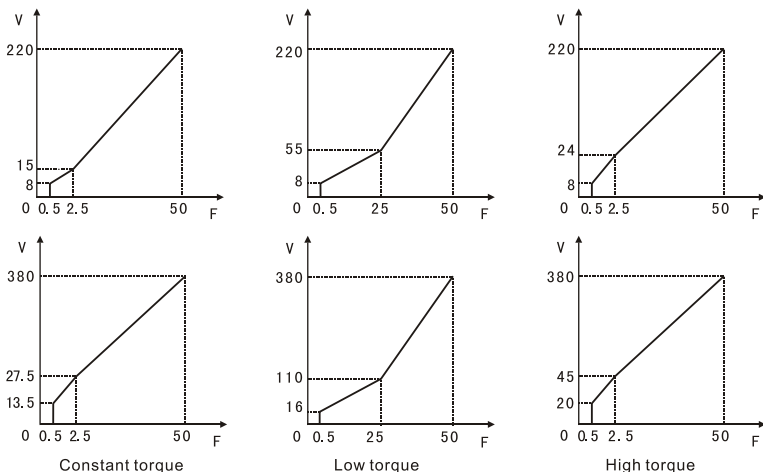 V V V
220 220 220
15 55 24
8 8 8
0 0.5 2.5 50 F 0 0.5 25 50 F 0 0.5 2.5 50 F
V V V
380 380 380
27.5 110 45
13.5 16 20
0 0.5 2.5 50 F 0 0.5 25 50 F 0 0.5 2.5 50 F
Constant torque Low torque High torque